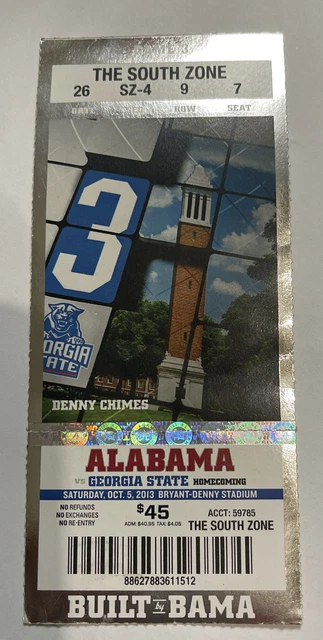 THE SOUTH ZONE
26 SZ-4 9 7
GATE ROW SEAT
3
GEORGIA
STATE
DENNY CHIMES
ALABAMA
VS GEORGIA STATE HOMECOMING
SATURDAY, OCT. 5, 2013 BRYANT-DENNY STADIUM
NO REFUNDS
NO EXCHANGES
NO RE-ENTRY
$45
ADM: $40.95 TAX: $4.05
ACCT: 59785
THE SOUTH ZONE
88627883611512
BUILT by BAMA